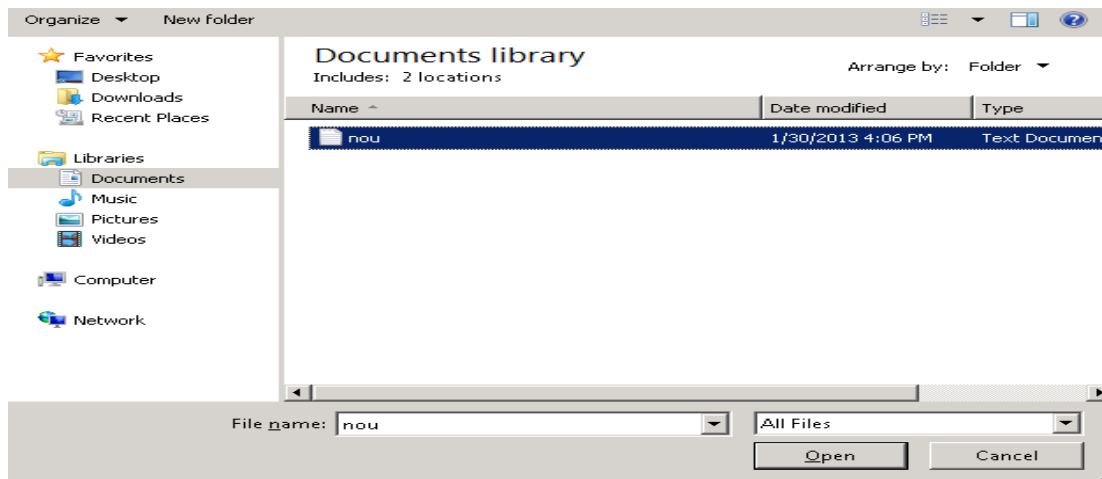 Organize New folder
Favorites
Desktop
Downloads
Recent Places
Libraries
Documents
Music
Pictures
Videos
Computer
Network
Documents library
Includes: 2 locations
Arrange by: Folder
Name Date modified Type
nou 1/30/2013 4:06 PM Text Documen
File name: nou All Files
Open Cancel